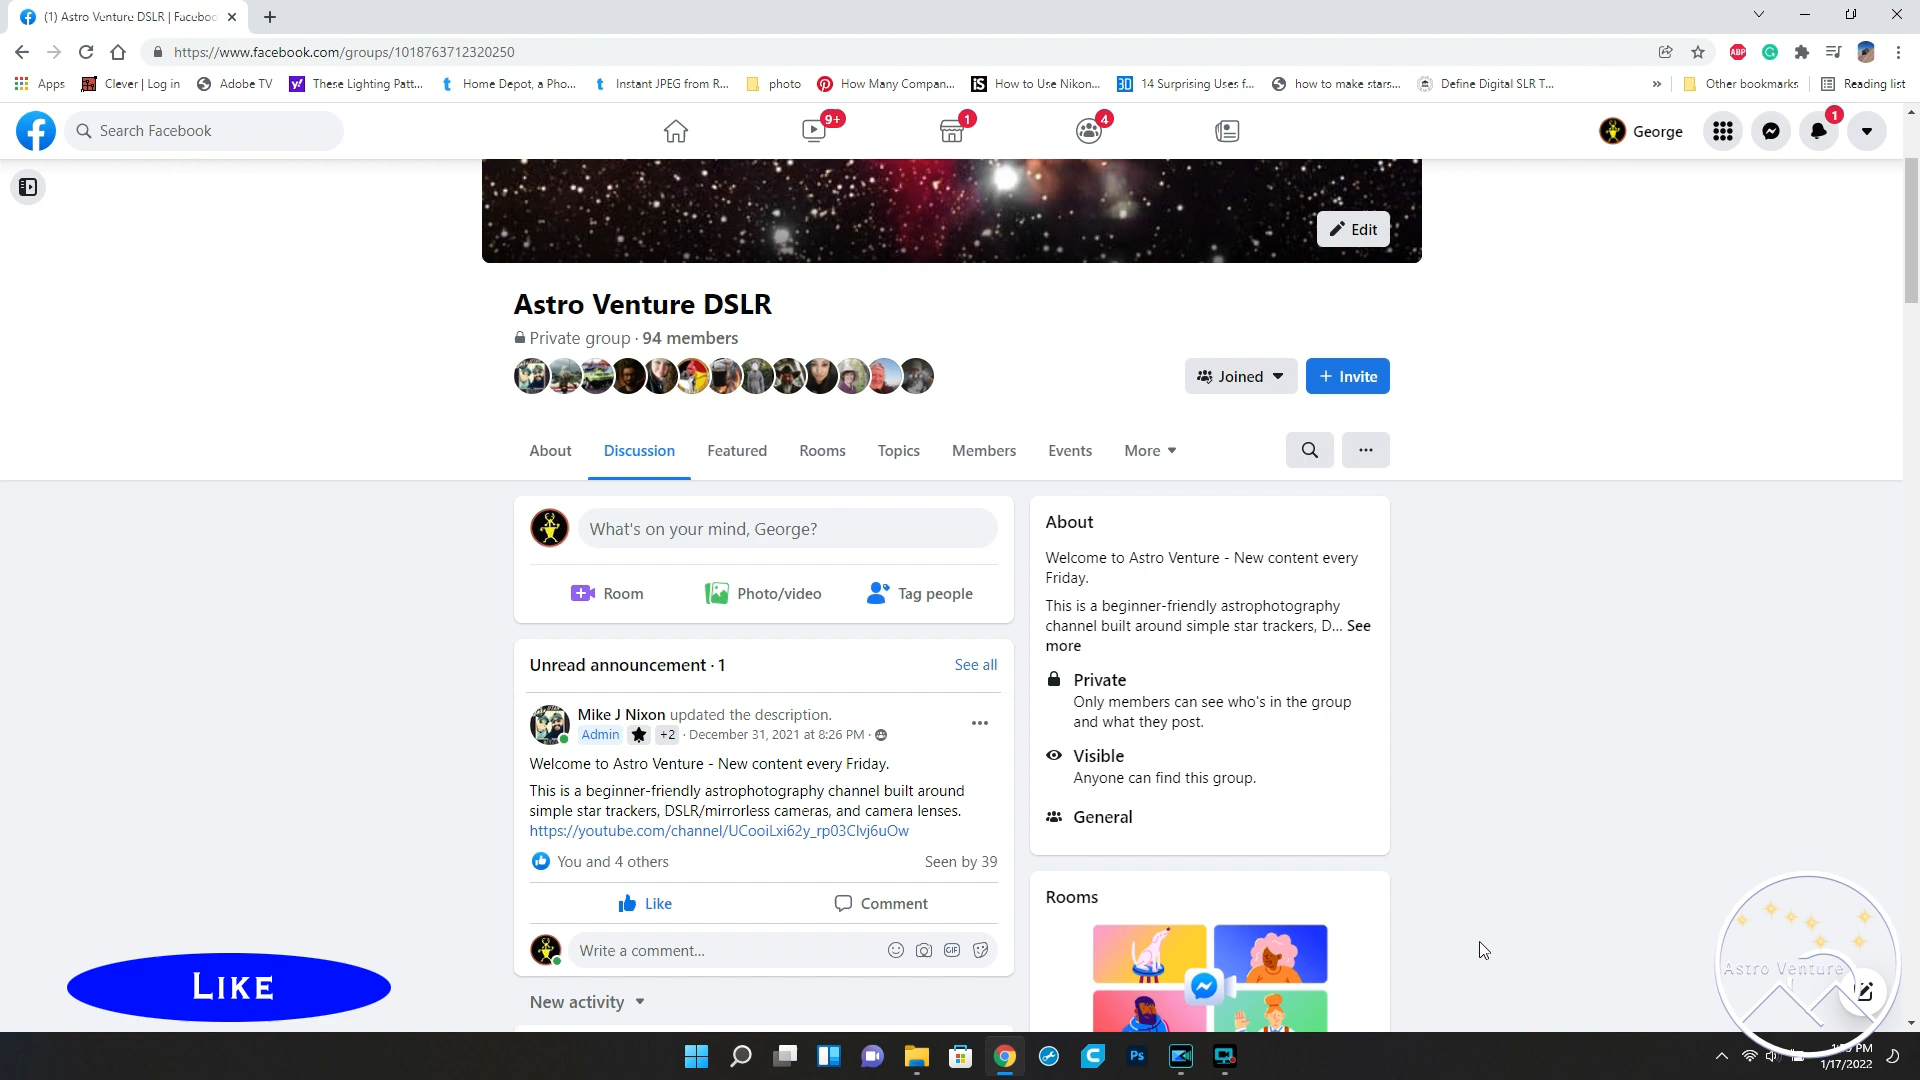 (1) Astro Venture DSLR | Faceboo
https://www.facebook.com/groups/1018763712320250
Apps Clever | Log in Adobe TV These Lighting Patt... Home Depot, a Pho... Instant JPEG from R... photo How Many Compan... How to Use Nikon... 14 Surprising Uses f... how to make stars... Define Digital SLR T... » Other bookmarks Reading list
Search Facebook 9+ 1 4 George 1
Edit
Astro Venture DSLR
Private group · 94 members
Joined + Invite
About Discussion Featured Rooms Topics Members Events More
What's on your mind, George?
Room Photo/video Tag people
Unread announcement · 1 See all
Mike J Nixon updated the description.
Admin +2 · December 31, 2021 at 8:26 PM ·
Welcome to Astro Venture - New content every Friday.
This is a beginner-friendly astrophotography channel built around
simple star trackers, DSLR/mirrorless cameras, and camera lenses.
https://youtube.com/channel/UCooiLxi62y_rp03Clvj6uOw
You and 4 others Seen by 39
Like Comment
Write a comment... GIF
New activity
About
Welcome to Astro Venture - New content every
Friday.
This is a beginner-friendly astrophotography
channel built around simple star trackers, D... See
more
Private
Only members can see who's in the group
and what they post.
Visible
Anyone can find this group.
General
Rooms
LIKE
Astro Venture
Ps
PM
1/17/2022